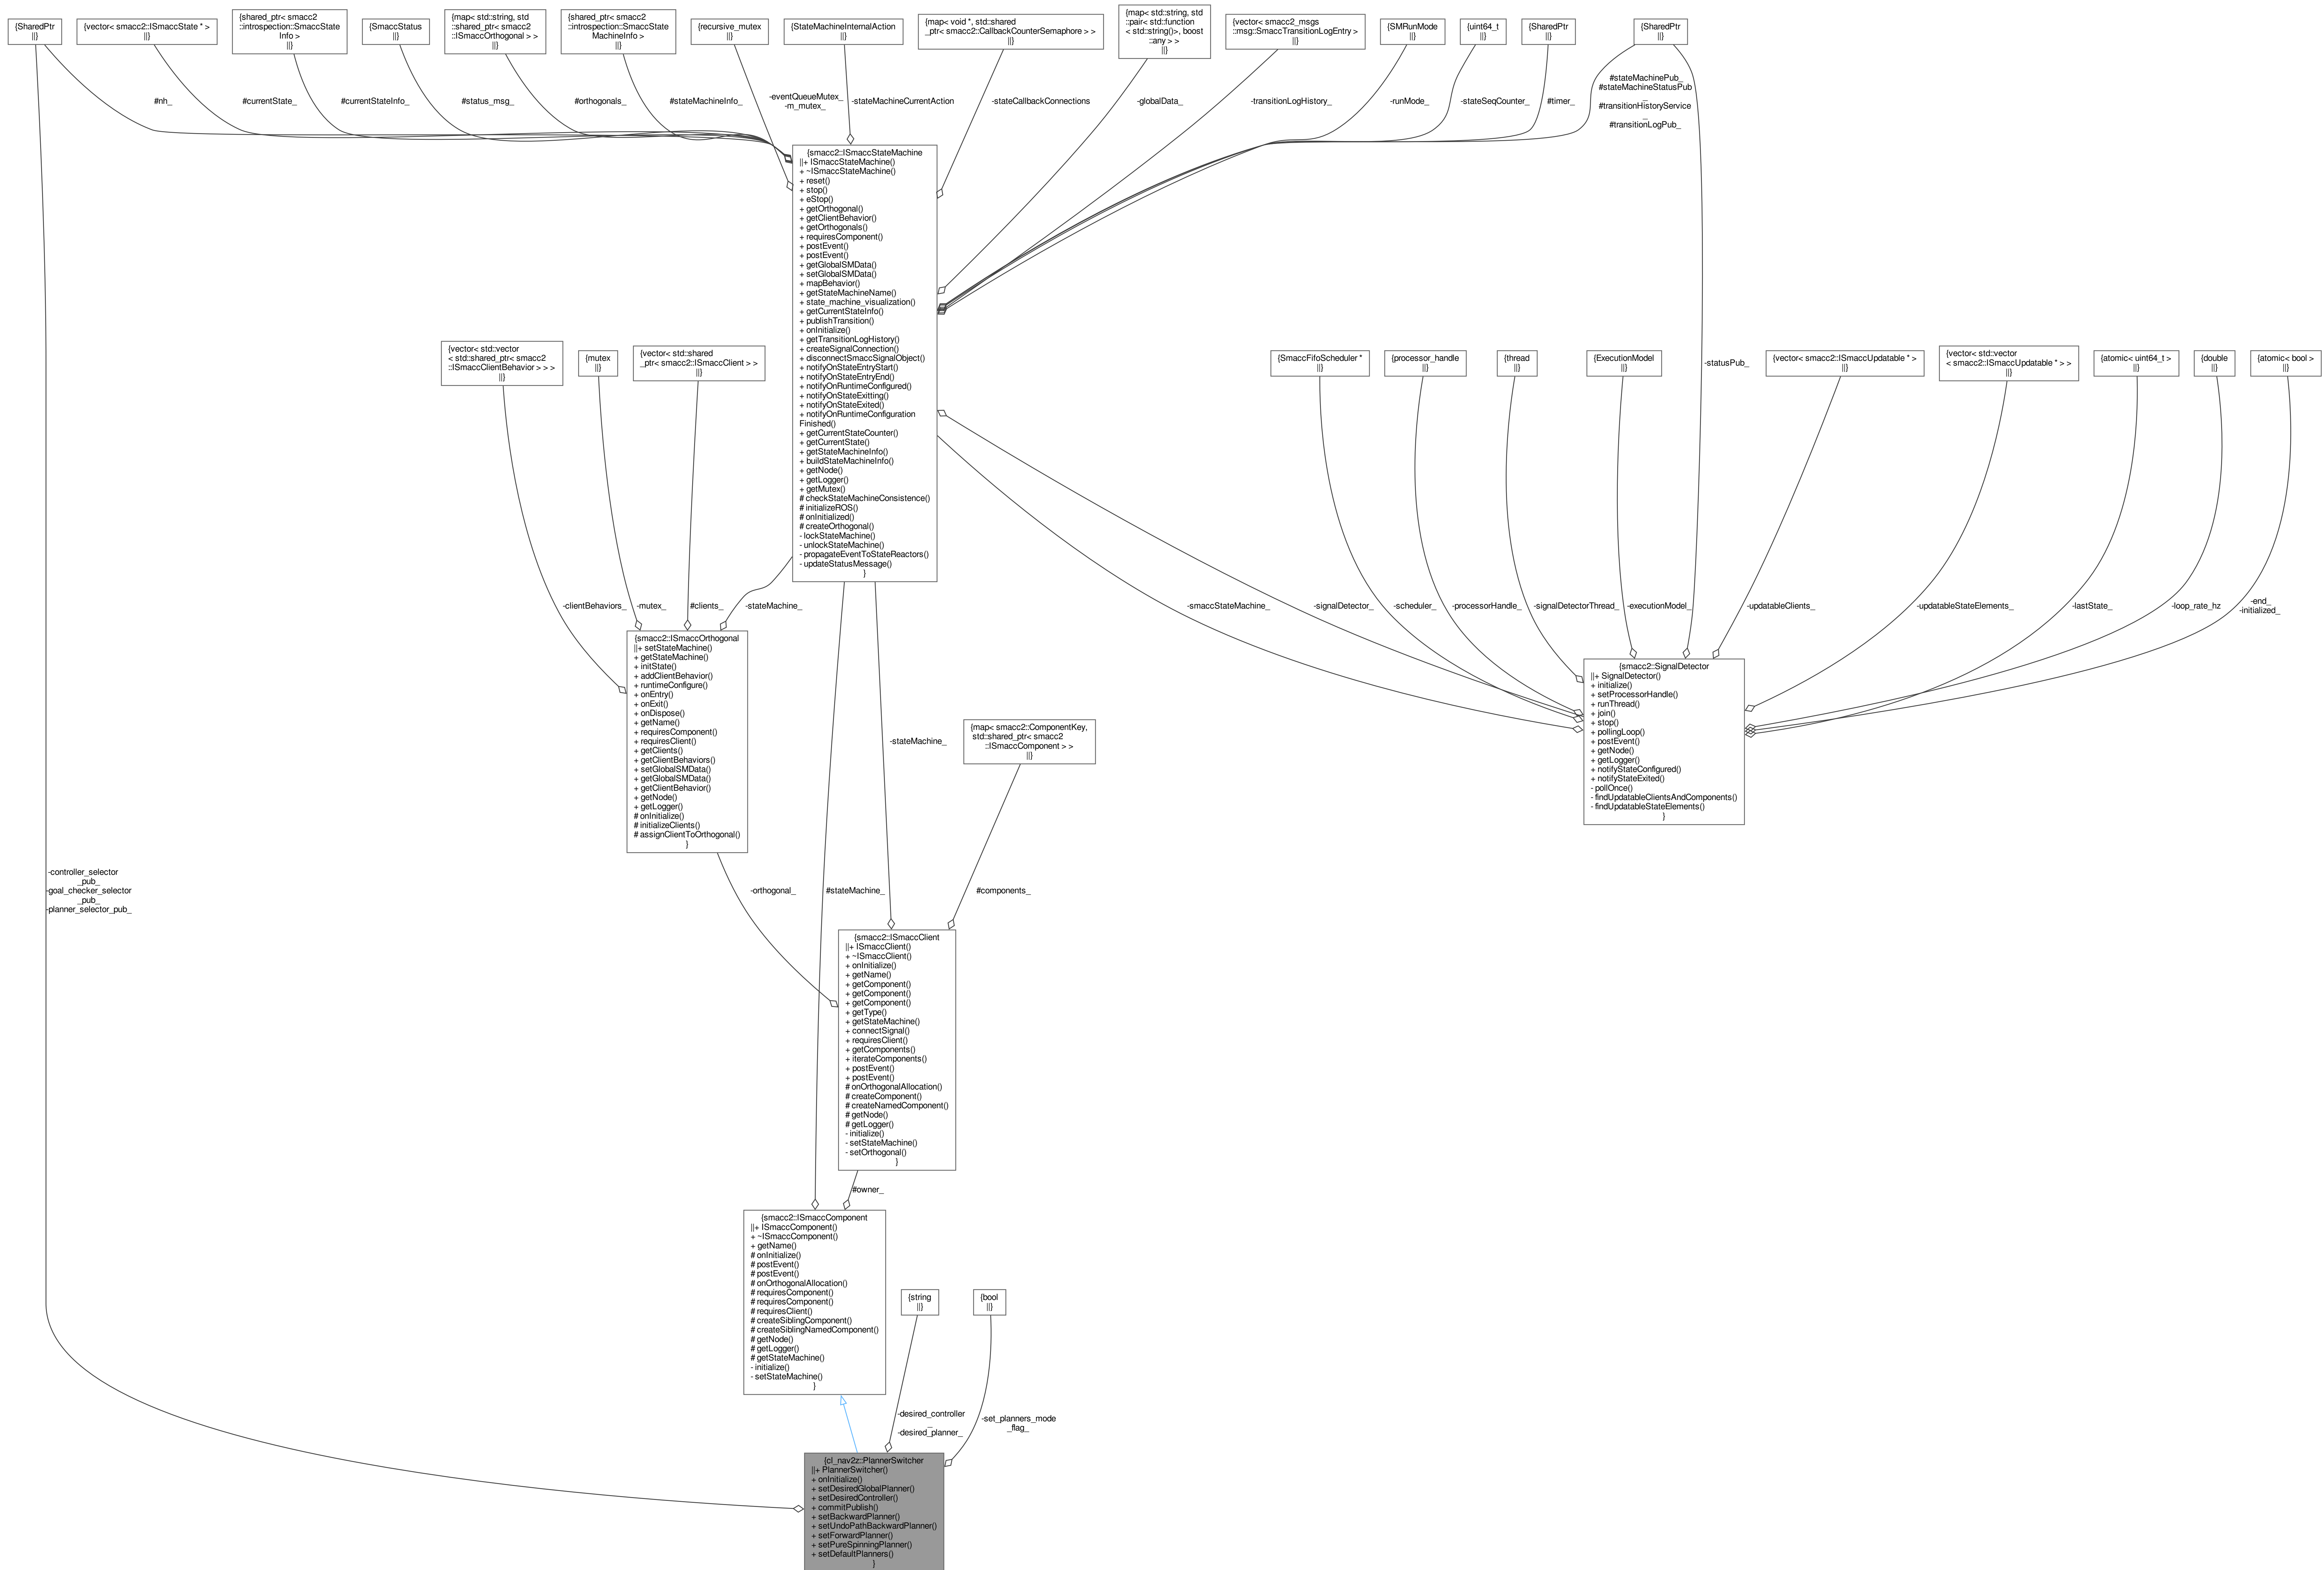 {SharedPtr
||}
{vector< smacc2::ISmaccState * >
||}
{shared_ptr< smacc2
::introspection::SmaccState
Info >
||}
{SmaccStatus
||}
{map< std::string, std
::shared_ptr< smacc2
::ISmaccOrthogonal > >
||}
{shared_ptr< smacc2
::introspection::SmaccState
MachineInfo >
||}
{recursive_mutex
||}
{StateMachineInternalAction
||}
{map< void *, std::shared
_ptr< smacc2::CallbackCounterSemaphore > >
||}
{map< std::string, std
::pair< std::function
< std::string()>, boost
::any > >
||}
{vector< smacc2_msgs
::msg::SmaccTransitionLogEntry >
||}
{SMRunMode
||}
{uint64_t
||}
{SharedPtr
||}
{SharedPtr
||}
#nh_
#currentState_
#currentStateInfo_
#status_msg_
#orthogonals_
#stateMachineInfo_
-eventQueueMutex_
-m_mutex_
-stateMachineCurrentAction
-stateCallbackConnections
-globalData_
-transitionLogHistory_
-runMode_
-stateSeqCounter_
#timer_
#stateMachinePub_
#stateMachineStatusPub
_
#transitionHistoryService
_
#transitionLogPub_
{smacc2::ISmaccStateMachine
||+ ISmaccStateMachine()
+ ~ISmaccStateMachine()
+ reset()
+ stop()
+ eStop()
+ getOrthogonal()
+ getClientBehavior()
+ getOrthogonals()
+ requiresComponent()
+ postEvent()
+ postEvent()
+ getGlobalSMData()
+ setGlobalSMData()
+ mapBehavior()
+ getStateMachineName()
+ state_machine_visualization()
+ getCurrentStateInfo()
+ publishTransition()
+ onInitialize()
+ getTransitionLogHistory()
+ createSignalConnection()
+ disconnectSmaccSignalObject()
+ notifyOnStateEntryStart()
+ notifyOnStateEntryEnd()
+ notifyOnRuntimeConfigured()
+ notifyOnStateExitting()
+ notifyOnStateExited()
+ notifyOnRuntimeConfiguration
Finished()
+ getCurrentStateCounter()
+ getCurrentState()
+ getStateMachineInfo()
+ buildStateMachineInfo()
+ getNode()
+ getLogger()
+ getMutex()
# checkStateMachineConsistence()
# initializeROS()
# onInitialized()
# createOrthogonal()
- lockStateMachine()
- unlockStateMachine()
- propagateEventToStateReactors()
- updateStatusMessage()
}
{vector< std::vector
< std::shared_ptr< smacc2
::ISmaccClientBehavior > > >
||}
{mutex
||}
{vector< std::shared
_ptr< smacc2::ISmaccClient > >
||}
{SmaccFifoScheduler *
||}
{processor_handle
||}
{thread
||}
{ExecutionModel
||}
-statusPub_
{vector< smacc2::ISmaccUpdatable * >
||}
{vector< std::vector
< smacc2::ISmaccUpdatable * > >
||}
{atomic< uint64_t >
||}
{double
||}
{atomic< bool >
||}
-clientBehaviors_
-mutex_
#clients_
-stateMachine_
-smaccStateMachine_
-signalDetector_
-scheduler_
-processorHandle_
-signalDetectorThread_
-executionModel_
-updatableClients_
-updatableStateElements_
-lastState_
-loop_rate_hz
-end_
-initialized_
{smacc2::ISmaccOrthogonal
||+ setStateMachine()
+ getStateMachine()
+ initState()
+ addClientBehavior()
+ runtimeConfigure()
+ onEntry()
+ onExit()
+ onDispose()
+ getName()
+ requiresComponent()
+ requiresClient()
+ getClients()
+ getClientBehaviors()
+ setGlobalSMData()
+ getGlobalSMData()
+ getClientBehavior()
+ getNode()
+ getLogger()
# onInitialize()
# initializeClients()
# assignClientToOrthogonal()
}
{smacc2::SignalDetector
||+ SignalDetector()
+ initialize()
+ setProcessorHandle()
+ runThread()
+ join()
+ stop()
+ pollingLoop()
+ postEvent()
+ getNode()
+ getLogger()
+ notifyStateConfigured()
+ notifyStateExited()
- pollOnce()
- findUpdatableClientsAndComponents()
- findUpdatableStateElements()
}
-stateMachine_
{map< smacc2::ComponentKey,
std::shared_ptr< smacc2
::ISmaccComponent > >
||}
-controller_selector
_pub_
-goal_checker_selector
_pub_
-planner_selector_pub_
-orthogonal_
#stateMachine_
#components_
{smacc2::ISmaccClient
||+ ISmaccClient()
+ ~ISmaccClient()
+ onInitialize()
+ getName()
+ getComponent()
+ getComponent()
+ getComponent()
+ getType()
+ getStateMachine()
+ connectSignal()
+ requiresClient()
+ getComponents()
+ iterateComponents()
+ postEvent()
+ postEvent()
# onOrthogonalAllocation()
# createComponent()
# createNamedComponent()
# getNode()
# getLogger()
- initialize()
- setStateMachine()
- setOrthogonal()
}
#owner_
{smacc2::ISmaccComponent
||+ ISmaccComponent()
+ ~ISmaccComponent()
+ getName()
# onInitialize()
# postEvent()
# postEvent()
# onOrthogonalAllocation()
# requiresComponent()
# requiresComponent()
# requiresClient()
# createSiblingComponent()
# createSiblingNamedComponent()
# getNode()
# getLogger()
# getStateMachine()
- initialize()
- setStateMachine()
}
{string
||}
{bool
||}
-desired_controller
_
-desired_planner_
-set_planners_mode
_flag_
{cl_nav2z::PlannerSwitcher
||+ PlannerSwitcher()
+ onInitialize()
+ setDesiredGlobalPlanner()
+ setDesiredController()
+ commitPublish()
+ setBackwardPlanner()
+ setUndoPathBackwardPlanner()
+ setForwardPlanner()
+ setPureSpinningPlanner()
+ setDefaultPlanners()
}